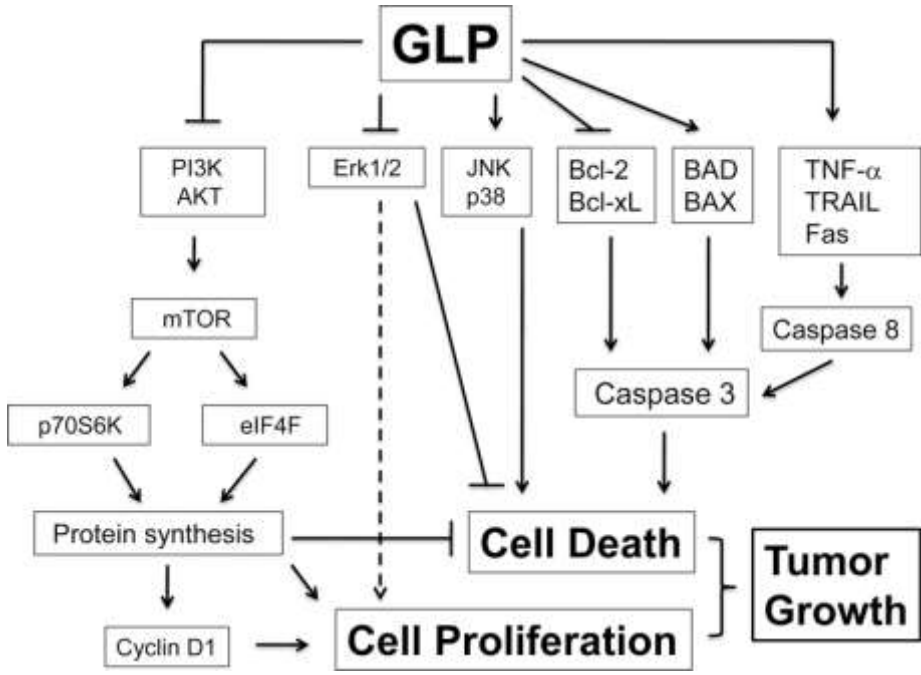 GLP
PI3K
AKT
Erk1/2
JNK
p38
Bcl-2
Bcl-xL
BAD
BAX
TNF-α
TRAIL
Fas
mTOR
Caspase 8
p70S6K
eIF4F
Caspase 3
Protein synthesis
Cell Death
Tumor
Growth
Cyclin D1
Cell Proliferation